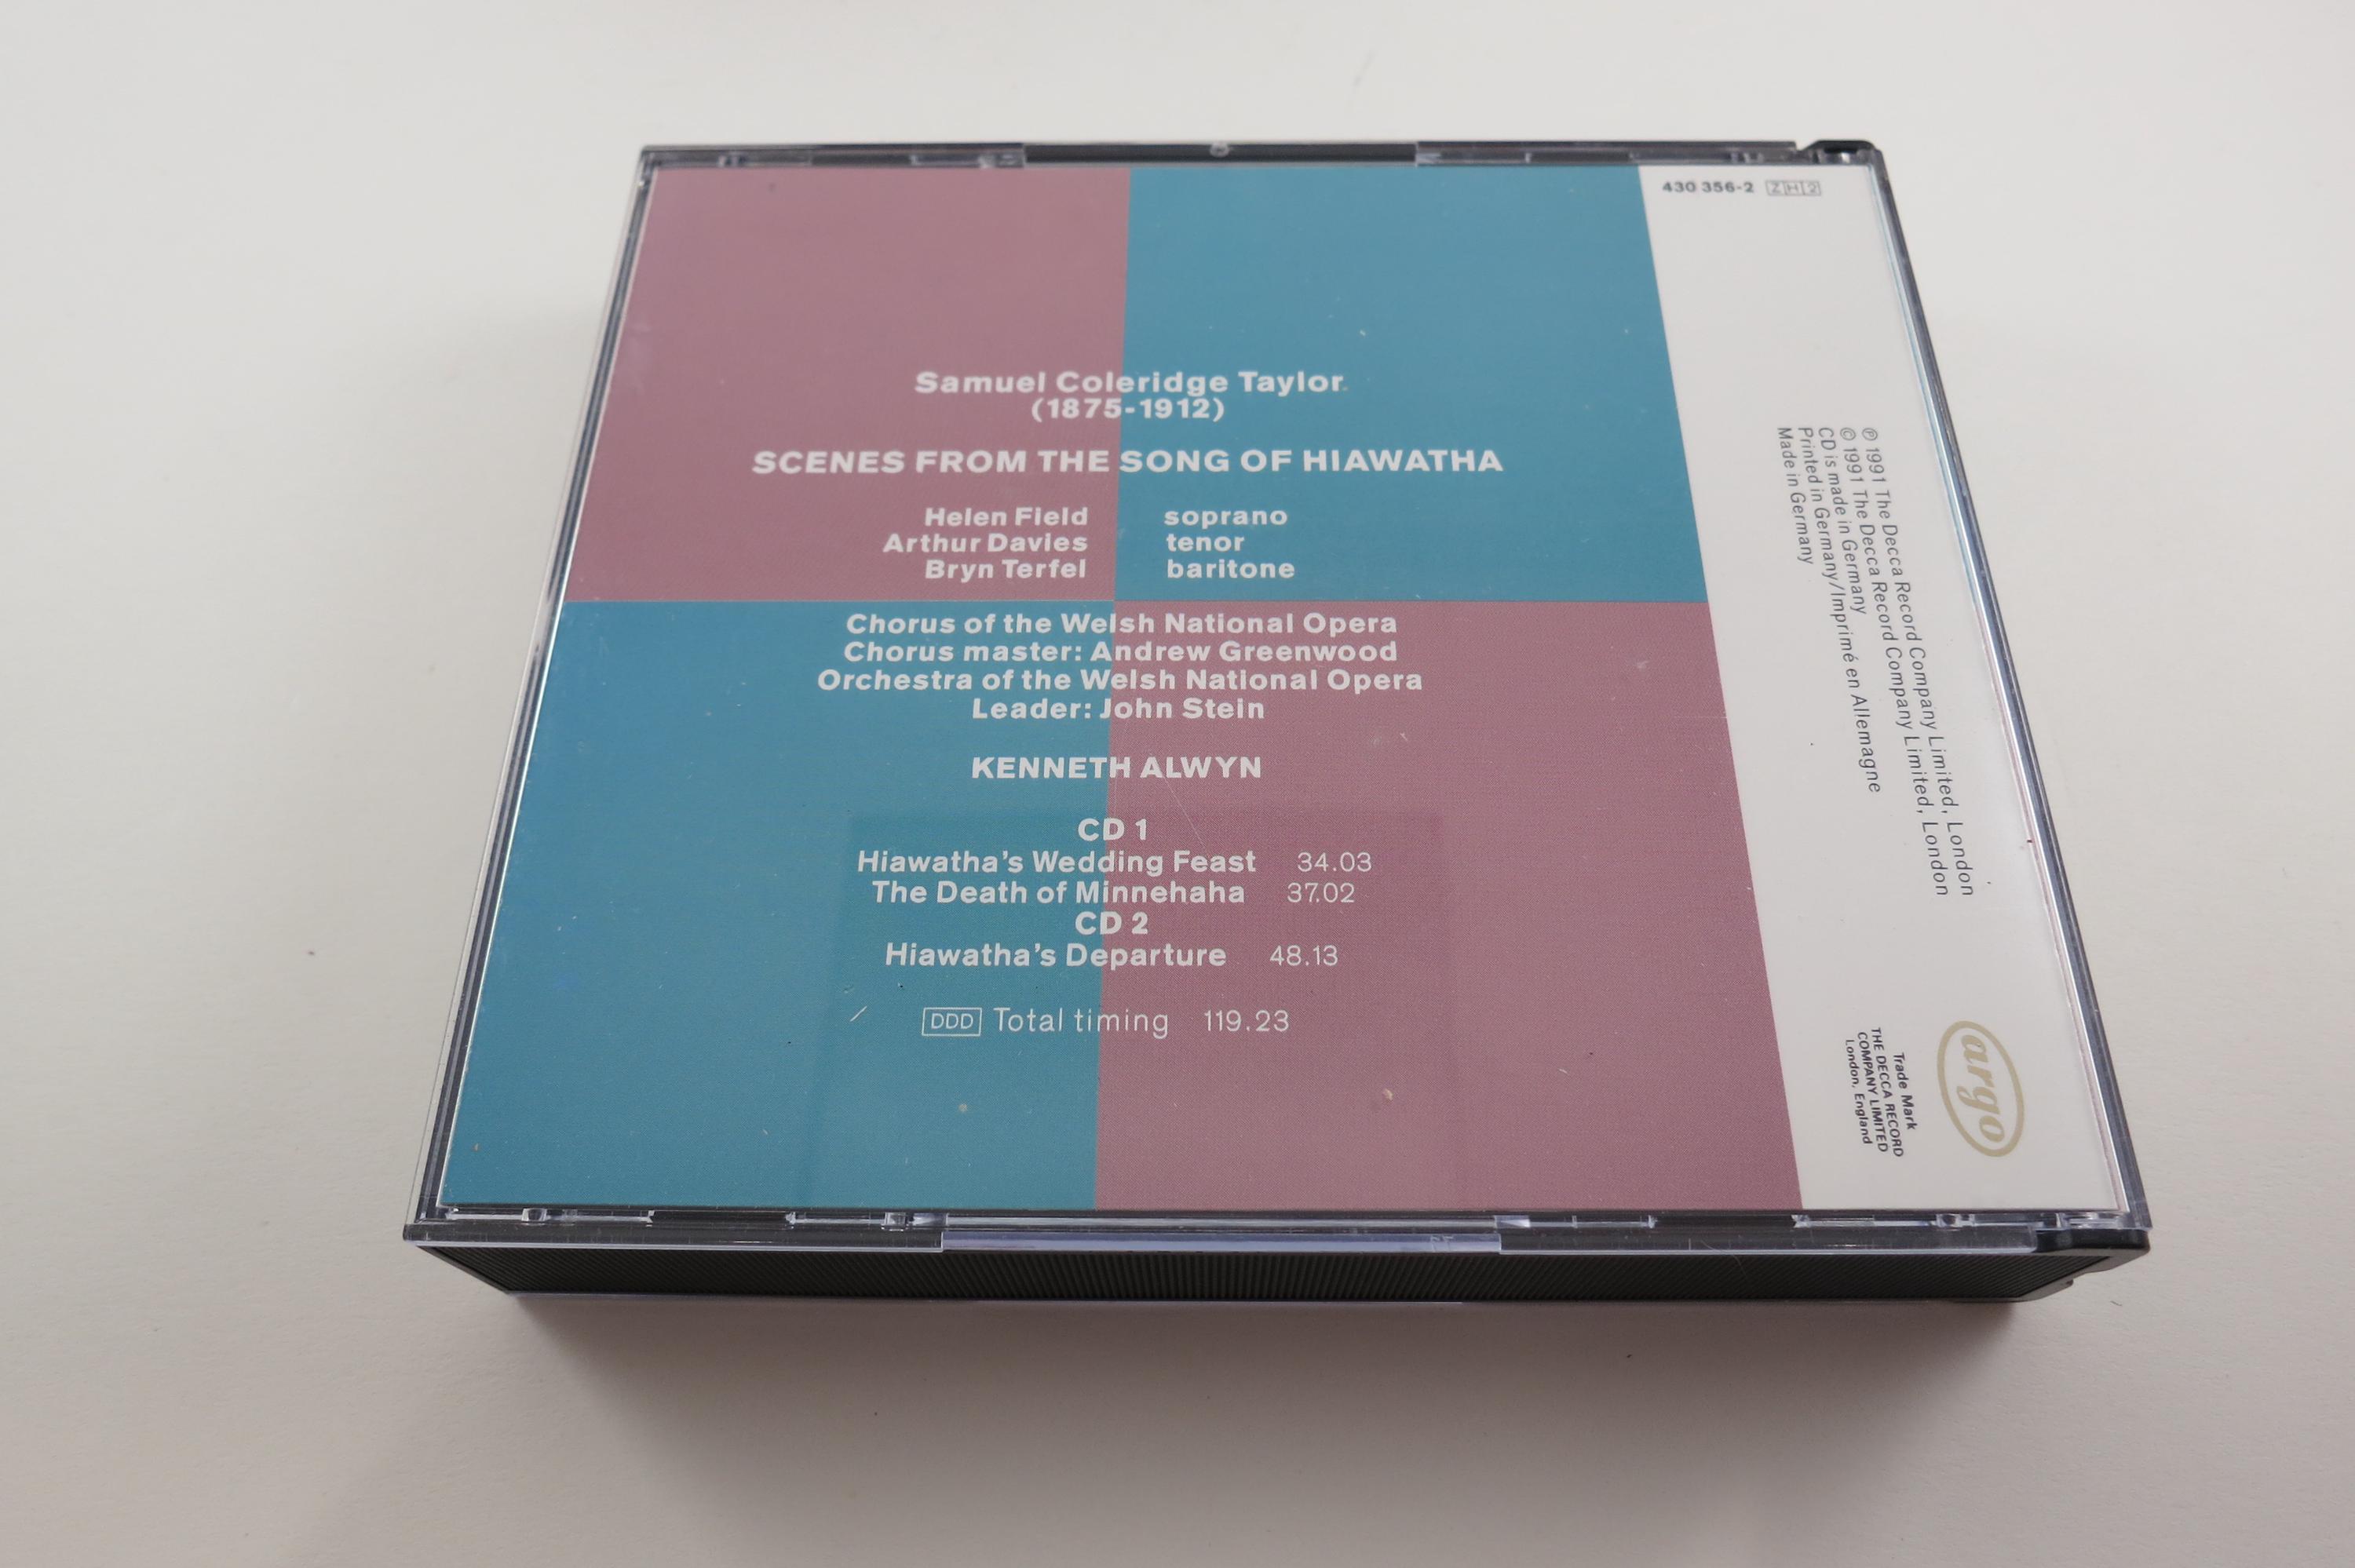 430 356-2 ZH2
Samuel Coleridge Taylor
(1875-1912)
SCENES FROM THE SONG OF HIAWATHA
Helen Field soprano
Arthur Davies tenor
Bryn Terfel baritone
Chorus of the Welsh National Opera
Chorus master: Andrew Greenwood
Orchestra of the Welsh National Opera
Leader: John Stein
KENNETH ALWYN
CD 1
Hiawatha's Wedding Feast 34.03
The Death of Minnehaha 37.02
CD 2
Hiawatha's Departure 48.13
DDD Total timing 119.23
℗ 1991 The Decca Record Company Limited, London
© 1991 The Decca Record Company Limited, London
CD is made in Germany
Printed in Germany/Imprimé en Allemagne
Made in Germany
argo
Trade Mark
THE DECCA RECORD
COMPANY LIMITED
London, England